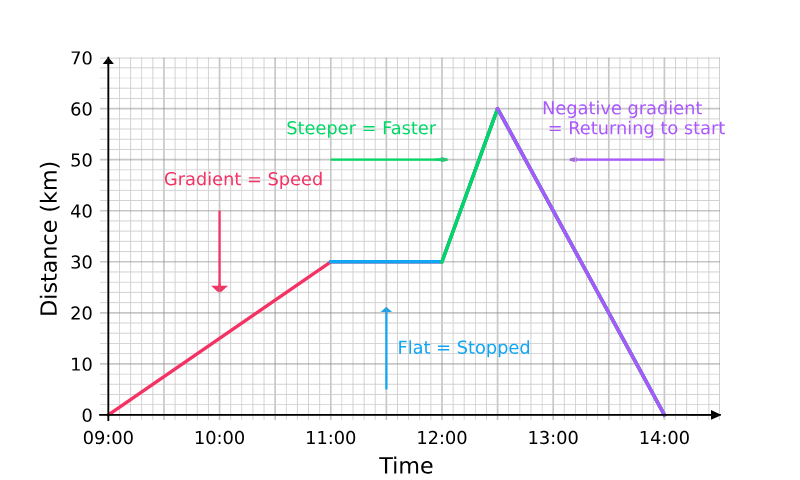 70
60
50
40
30
20
10
0
Distance (km)
Negative gradient
= Returning to start
Steeper = Faster
Gradient = Speed
Flat = Stopped
09:00 10:00 11:00 12:00 13:00 14:00
Time